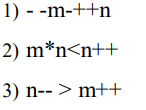 1) - -m-++n
2) m*n<n++
3) n-- > m++